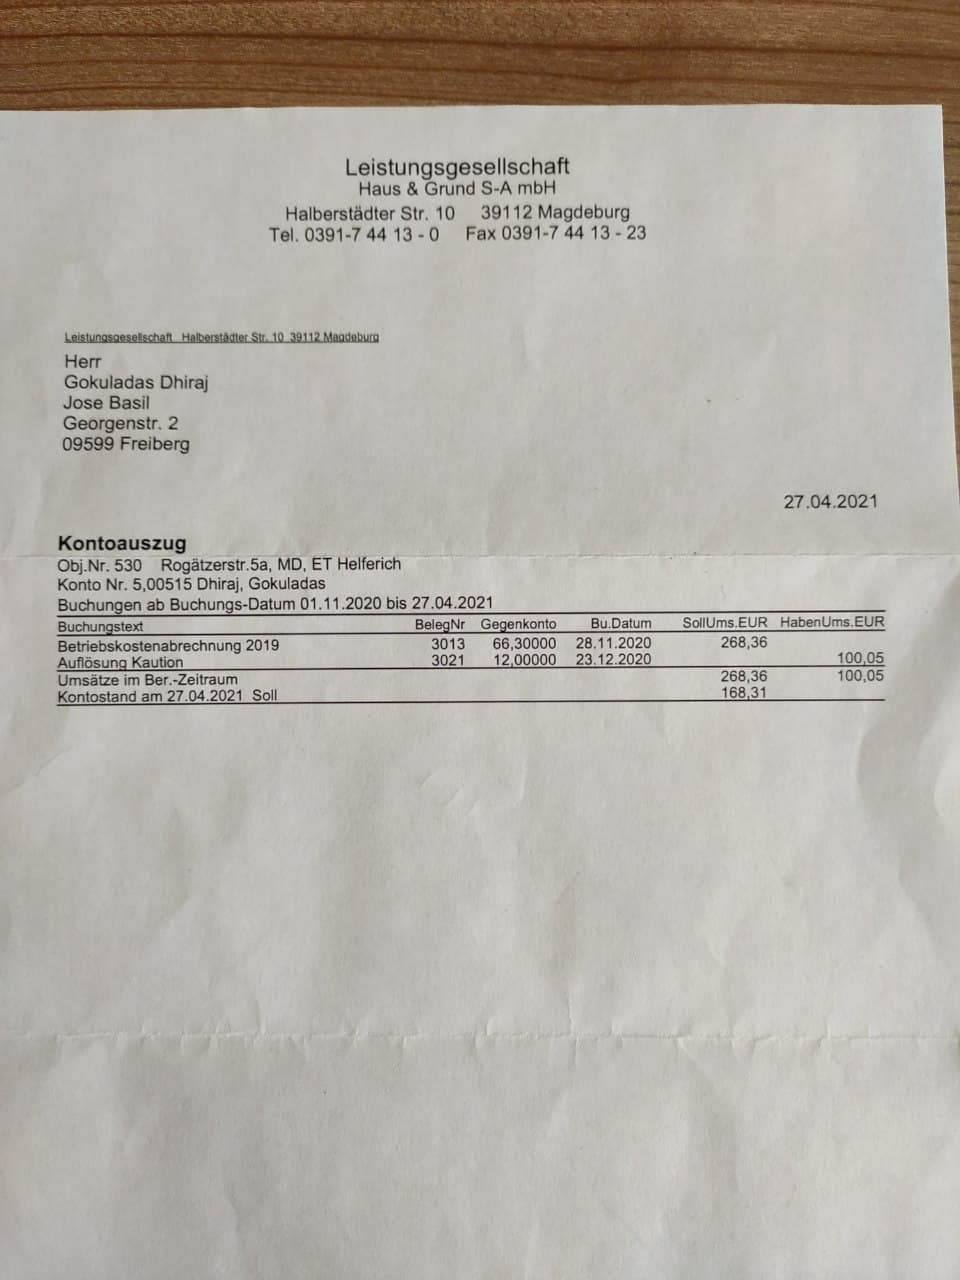 Leistungsgesellschaft
Haus & Grund S-A mbH
Halberstädter Str. 10 39112 Magdeburg
Tel. 0391-7 44 13 - 0 Fax 0391-7 44 13 - 23
Leistungsgesellschaft Halberstädter Str. 10 39112 Magdeburg
Herr
Gokuladas Dhiraj
Jose Basil
Georgenstr. 2
09599 Freiberg
27.04.2021
Kontoauszug
Obj.Nr. 530 Rogätzerstr.5a, MD, ET Helferich
Konto Nr. 5,00515 Dhiraj, Gokuladas
Buchungen ab Buchungs-Datum 01.11.2020 bis 27.04.2021
Buchungstext BelegNr Gegenkonto Bu.Datum SollUms.EUR HabenUms.EUR
Betriebskostenabrechnung 2019 3013 66,30000 28.11.2020 268,36
Auflösung Kaution 3021 12,00000 23.12.2020 100,05
Umsätze im Ber.-Zeitraum 268,36 100,05
Kontostand am 27.04.2021 Soll 168,31